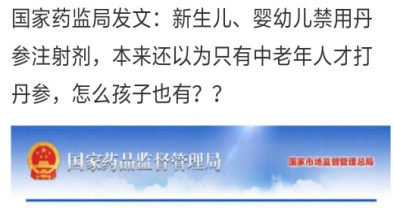 国家药监局发文：新生儿、婴幼儿禁用丹
参注射剂，本来还以为只有中老年人才打
丹参，怎么孩子也有？？
国家药品监督管理局
国家市场监督管理总局